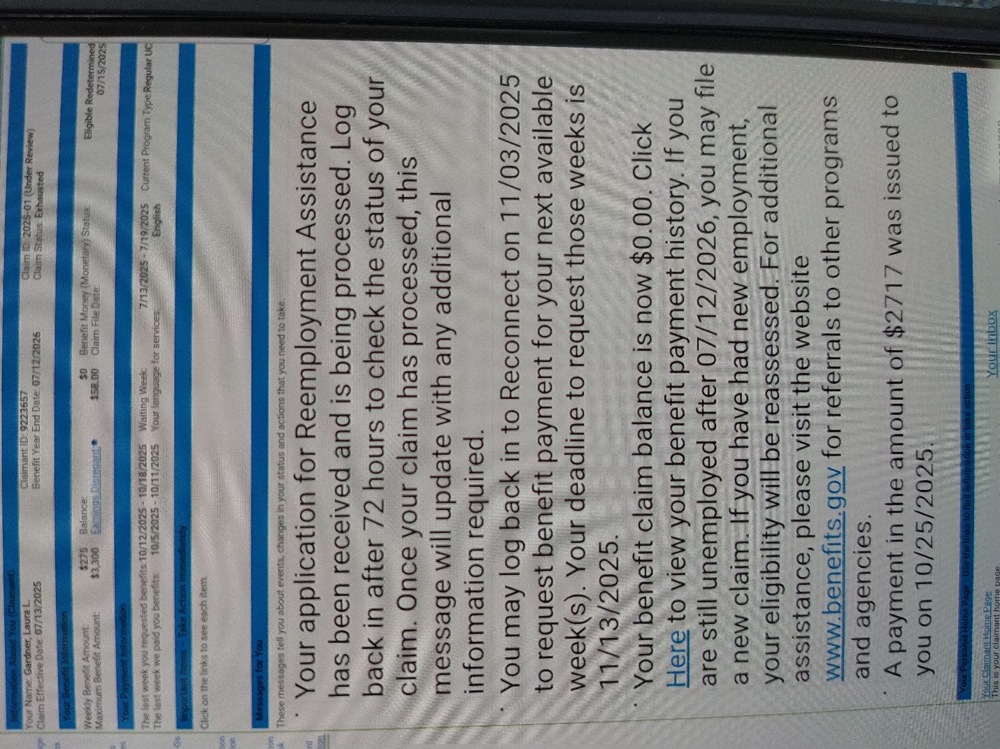 Information About You (Claimant)
Your Name: Gardner, Laura L. Claimant ID: 9223657 Claim ID: 2025-01 (Under Review)
Claim Effective Date: 07/13/2025 Benefit Year End Date: 07/12/2026 Claim Status: Exhausted
Your Benefit Information
Weekly Benefit Amount: $275 Balance: $0 Benefit Money (Monetary) Status: Eligible Redetermined
Maximum Benefit Amount: $3,300 Earnings Disregard: $58.00 Claim File Date: 07/15/2025
Your Payment Information
The last week you requested benefits: 10/12/2025 - 10/18/2025 Waiting Week: 7/13/2025 - 7/19/2025 Current Program Type: Regular UC
The last week we paid you benefits: 10/5/2025 - 10/11/2025 Your language for services: English
Important Items - Take Action Immediately
Click on the links to see each item.
Messages for You
These messages tell you about events, changes in your status and actions that you need to take.
• Your application for Reemployment Assistance
has been received and is being processed. Log
back in after 72 hours to check the status of your
claim. Once your claim has processed, this
message will update with any additional
information required.
• You may log back in to Reconnect on 11/03/2025
to request benefit payment for your next available
week(s). Your deadline to request those weeks is
11/13/2025.
• Your benefit claim balance is now $0.00. Click
Here to view your benefit payment history. If you
are still unemployed after 07/12/2026, you may file
a new claim. If you have had new employment,
your eligibility will be reassessed. For additional
assistance, please visit the website
www.benefits.gov for referrals to other programs
and agencies.
• A payment in the amount of $2717 was issued to
you on 10/25/2025.
Your Personal Home Page - Use the links to find information or take action
Your Claimant Home Page Your Inbox
This is your claimant home page